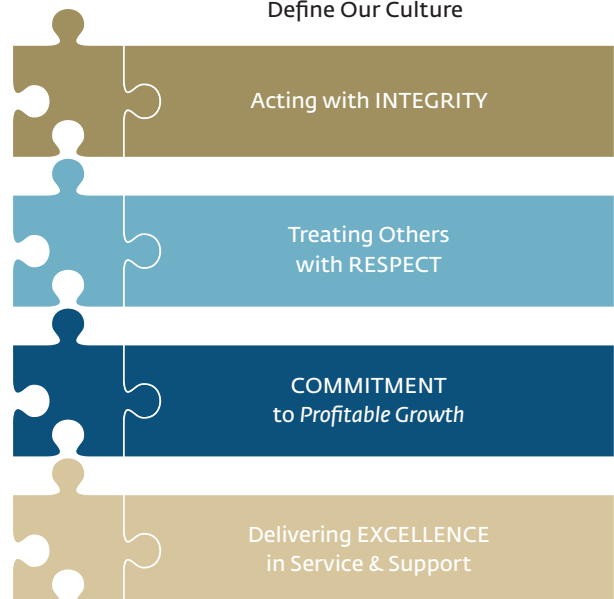 Define Our Culture
Acting with INTEGRITY
Treating Others
with RESPECT
COMMITMENT
to Profitable Growth
Delivering EXCELLENCE
in Service & Support